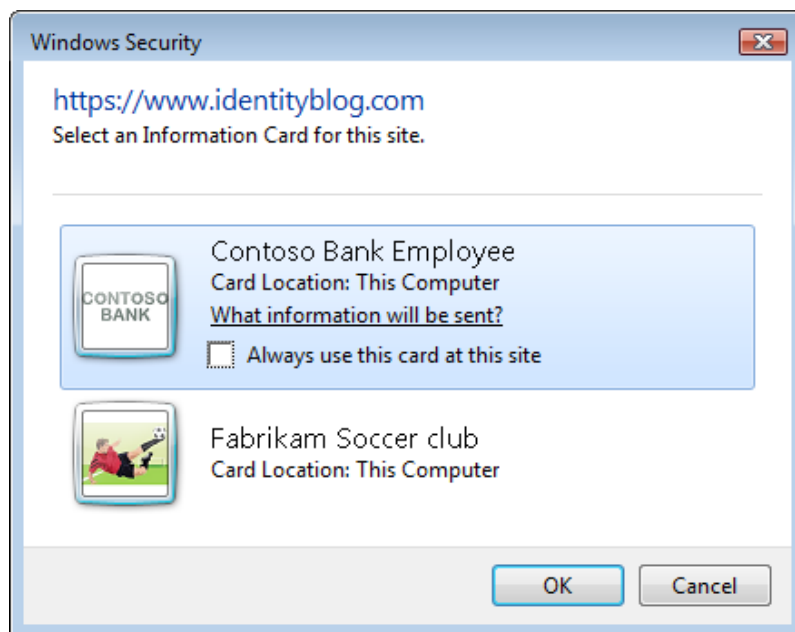 Windows Security
https://www.identityblog.com
Select an Information Card for this site.
Contoso Bank Employee
Card Location: This Computer
CONTOSO
BANK
What information will be sent?
Always use this card at this site
Fabrikam Soccer club
Card Location: This Computer
OK
Cancel